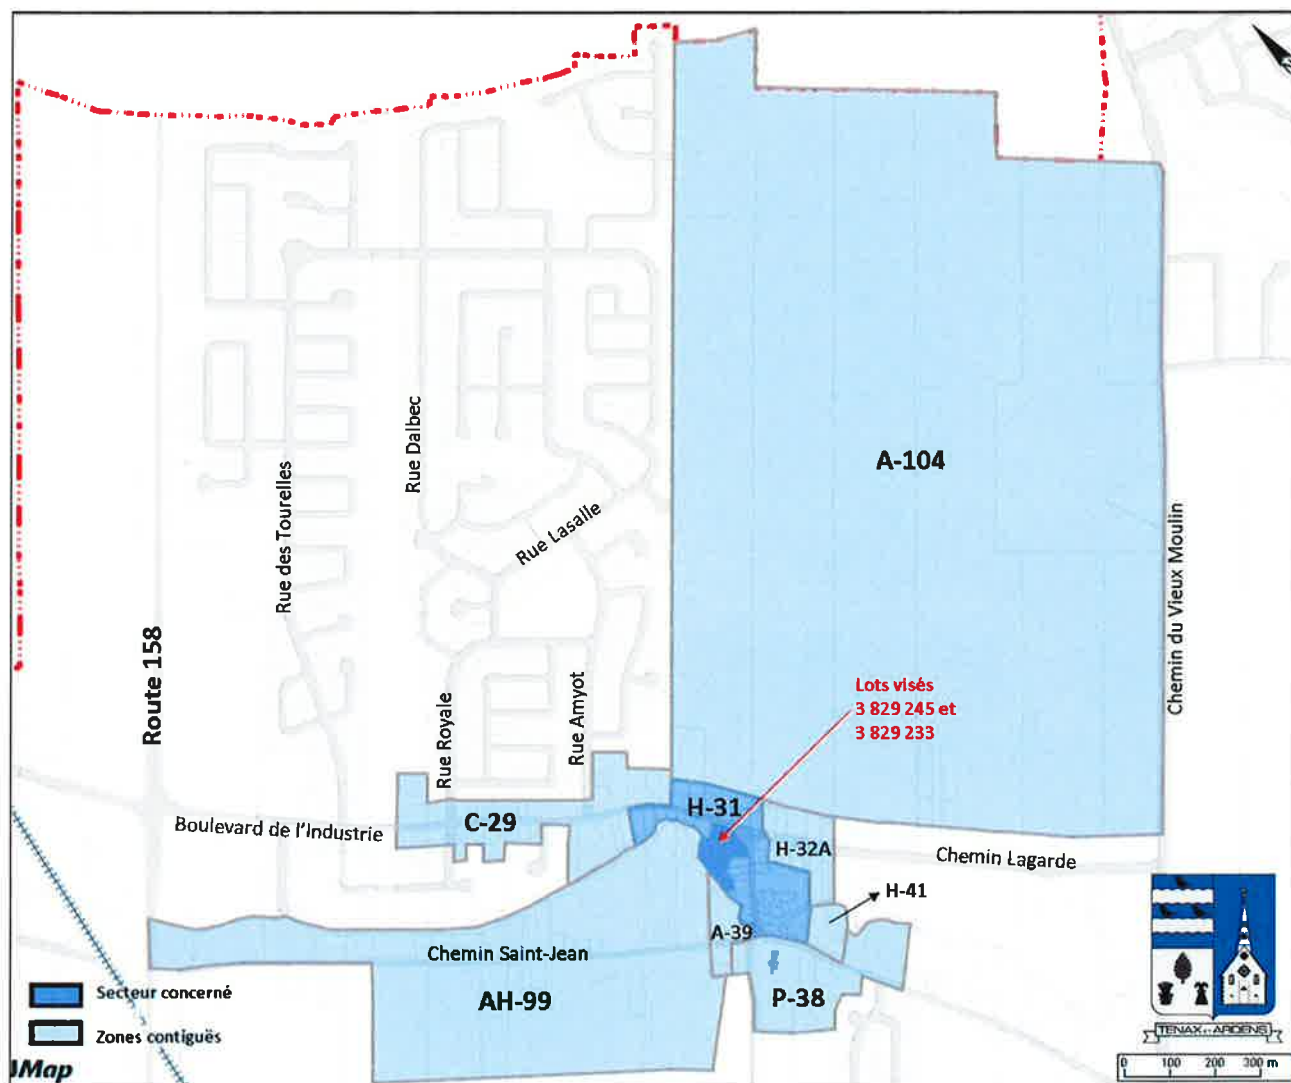 N
Rue Dalbec
A-104
Rue des Tourelles
Rue Lasalle
Chemin du Vieux Moulin
Route 158
Lots visés
3 829 245 et
3 829 233
Rue Royale
Rue Amyot
H-31
C-29
Boulevard de l'Industrie
H-32A
Chemin Lagarde
H-41
A-39
Chemin Saint-Jean
AH-99
P-38
Secteur concerné
Zones contiguës
TENAX ET ARDENS
0 100 200 300 m